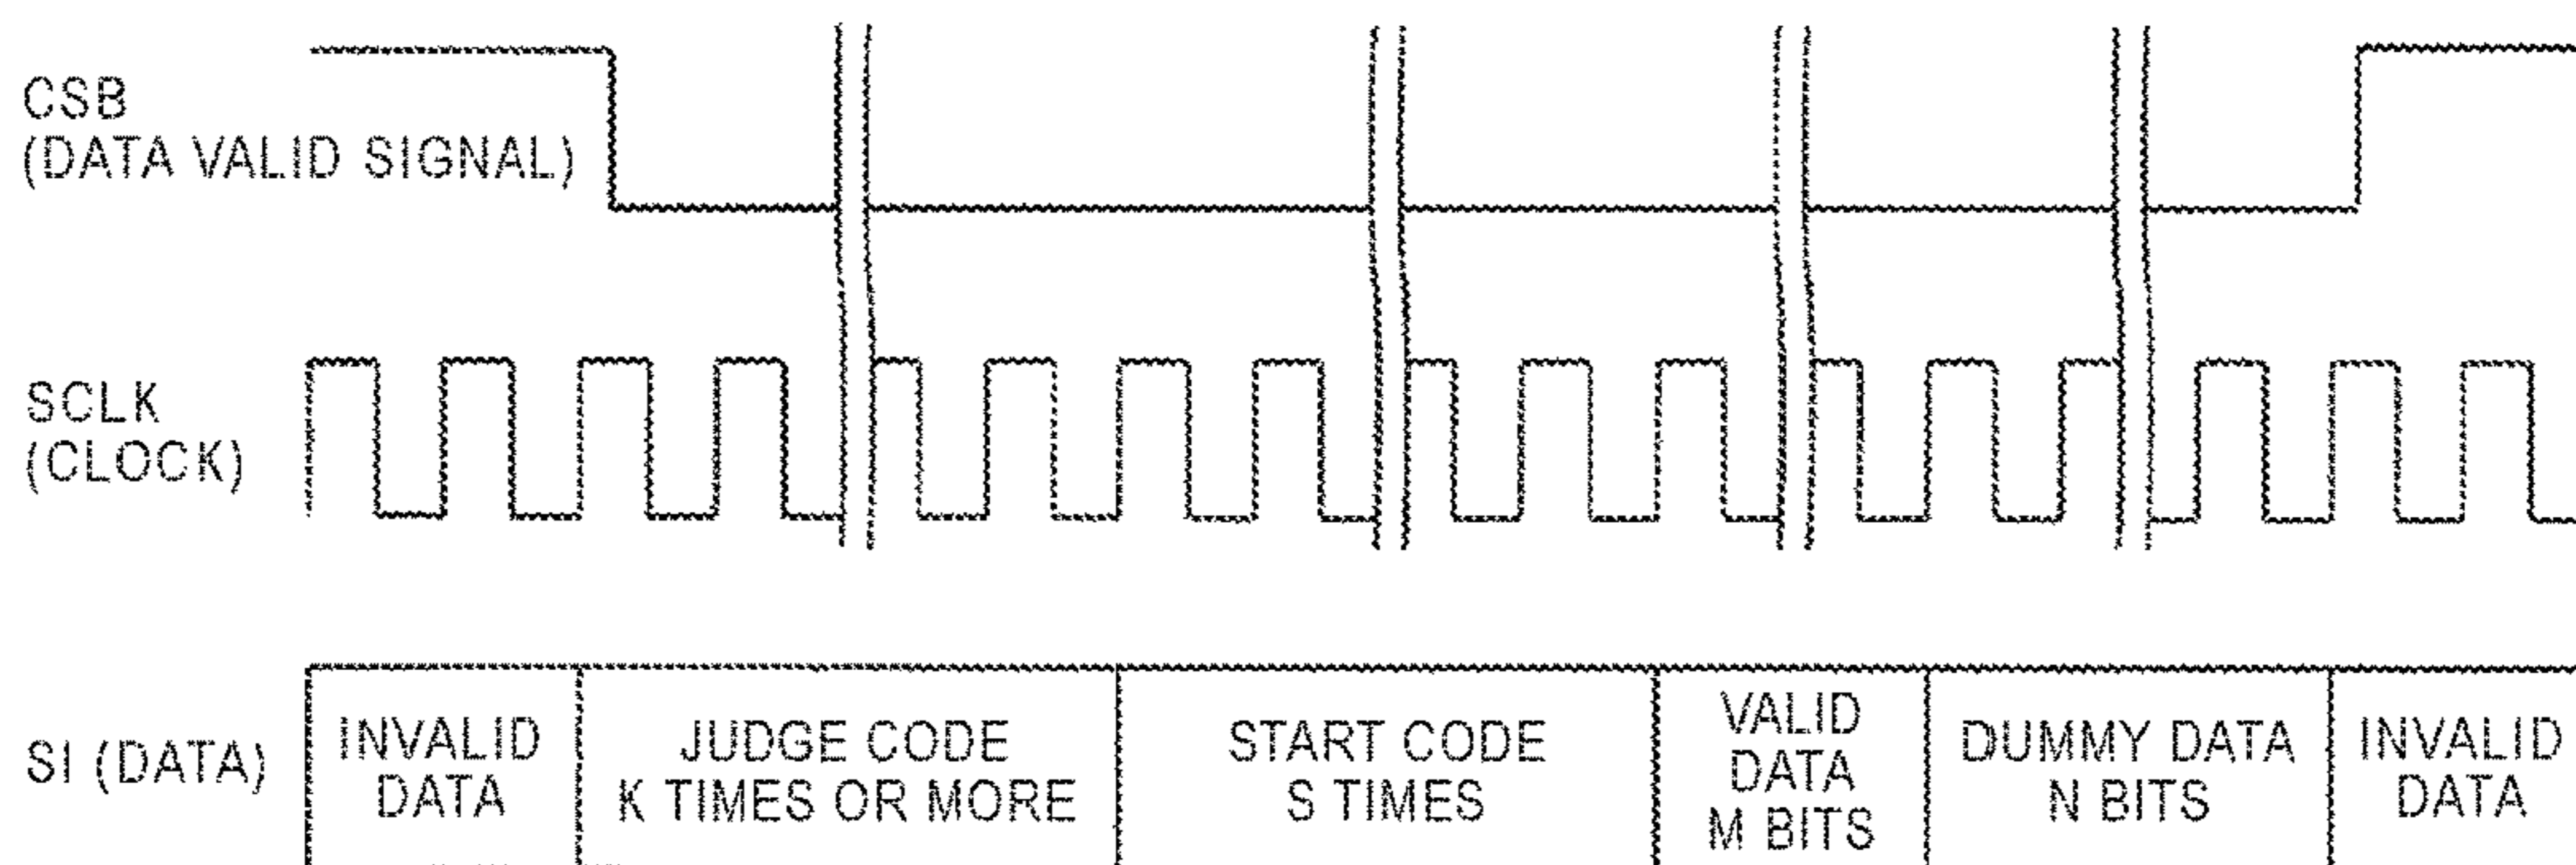 CSB
(DATA VALID SIGNAL)
SCLK
(CLOCK)
SI (DATA)
INVALID
DATA
JUDGE CODE
K TIMES OR MORE
START CODE
S TIMES
VALID
DATA
M BITS
DUMMY DATA
N BITS
INVALID
DATA